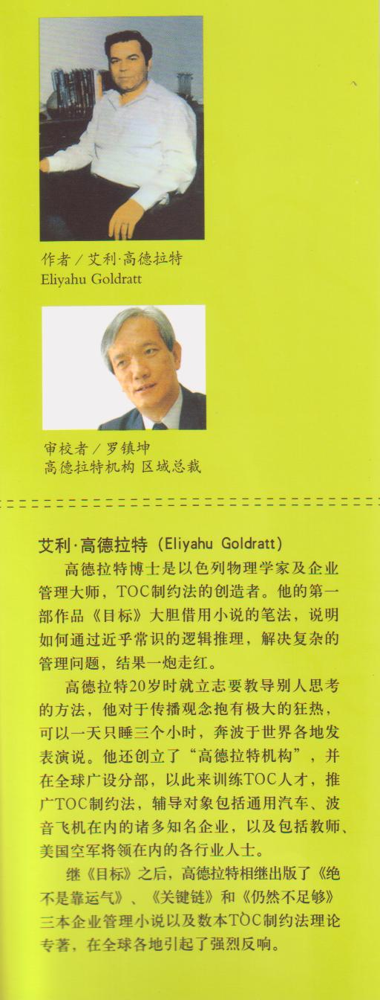 作者/艾利·高德拉特
Eliyahu Goldratt
审校者/罗镇坤
高德拉特机构 区域总裁
艾利·高德拉特（Eliyahu Goldratt）
高德拉特博士是以色列物理学家及企业
管理大师，TOC制约法的创造者。他的第一
部作品《目标》大胆借用小说的笔法，说明
如何通过近乎常识的逻辑推理，解决复杂的
管理问题，结果一炮走红。
高德拉特20岁时就立志要教导别人思考
的方法，他对于传播观念抱有极大的狂热，
可以一天只睡三个小时，奔波于世界各地发
表演说。他还创立了“高德拉特机构”，并
在全球广设分部，以此来训练TOC人才，推
广TOC制约法，辅导对象包括通用汽车、波
音飞机在内的诸多知名企业，以及包括教师、
美国空军将领在内的各行业人士。
继《目标》之后，高德拉特相继出版了《绝
不是靠运气》、《关键链》和《仍然不足够》
三本企业管理小说以及数本TOC制约法理论
专著，在全球各地引起了强烈反响。